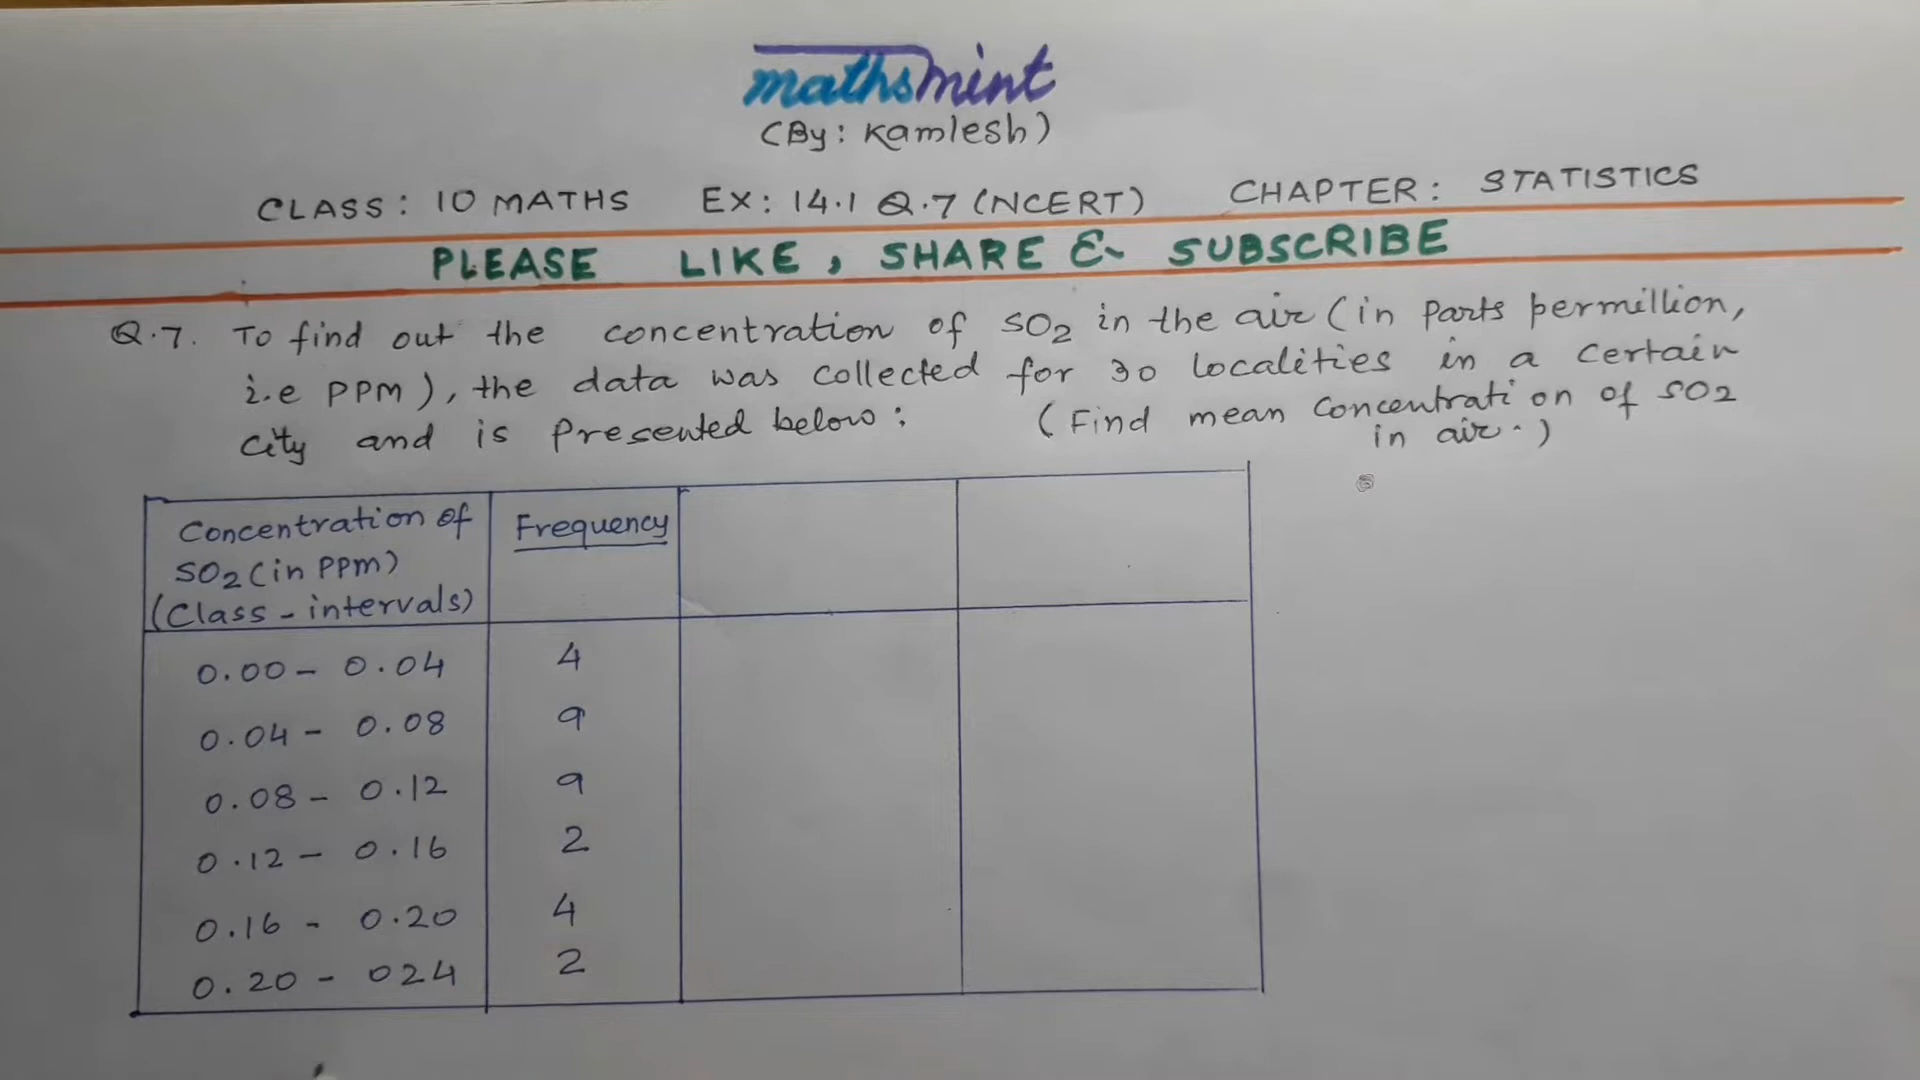 mathsmint
(By: Kamlesh)
CLASS: 10 MATHS EX: 14.1 Q.7 (NCERT) CHAPTER: STATISTICS
PLEASE LIKE, SHARE & SUBSCRIBE
Q.7. To find out the concentration of SO2 in the air (in parts per million,
i.e PPM), the data was collected for 30 localities in a certain
city and is presented below: (Find mean concentration of SO2
in air.)
Concentration of Frequency
SO2 (in PPm)
(Class - intervals)
0.00 - 0.04 4
0.04 - 0.08 9
0.08 - 0.12 9
0.12 - 0.16 2
0.16 - 0.20 4
0.20 - 024 2